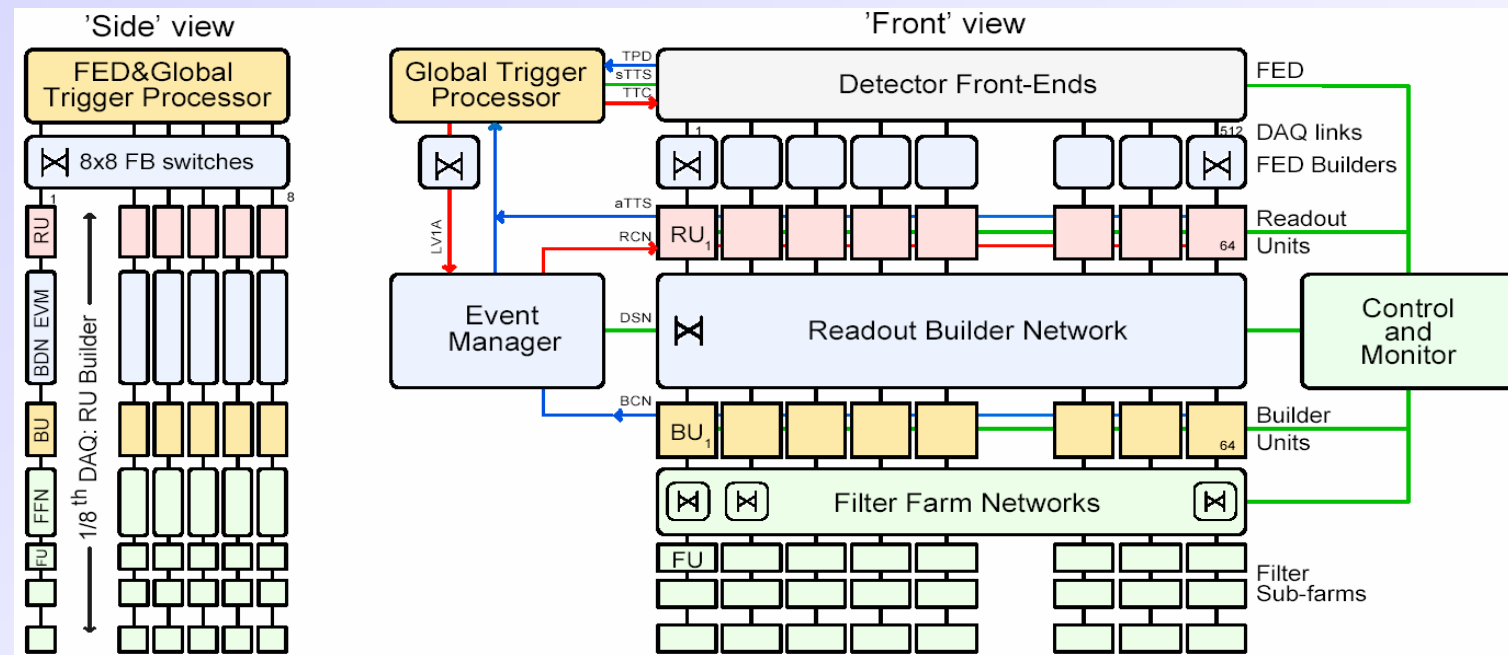 'Side' view
FED&Global
Trigger Processor
8x8 FB switches
1
8
RU
BDN EVM
BU
FFN
FU
1/8th DAQ: RU Builder
'Front' view
Global Trigger
Processor
TPD
sTTS
TTC
Detector Front-Ends
FED
1
512
DAQ links
FED Builders
LV1A
aTTS
RCN
RU1
64
Readout
Units
Event
Manager
DSN
Readout Builder Network
Control
and
Monitor
BCN
BU1
64
Builder
Units
Filter Farm Networks
FU
Filter
Sub-farms